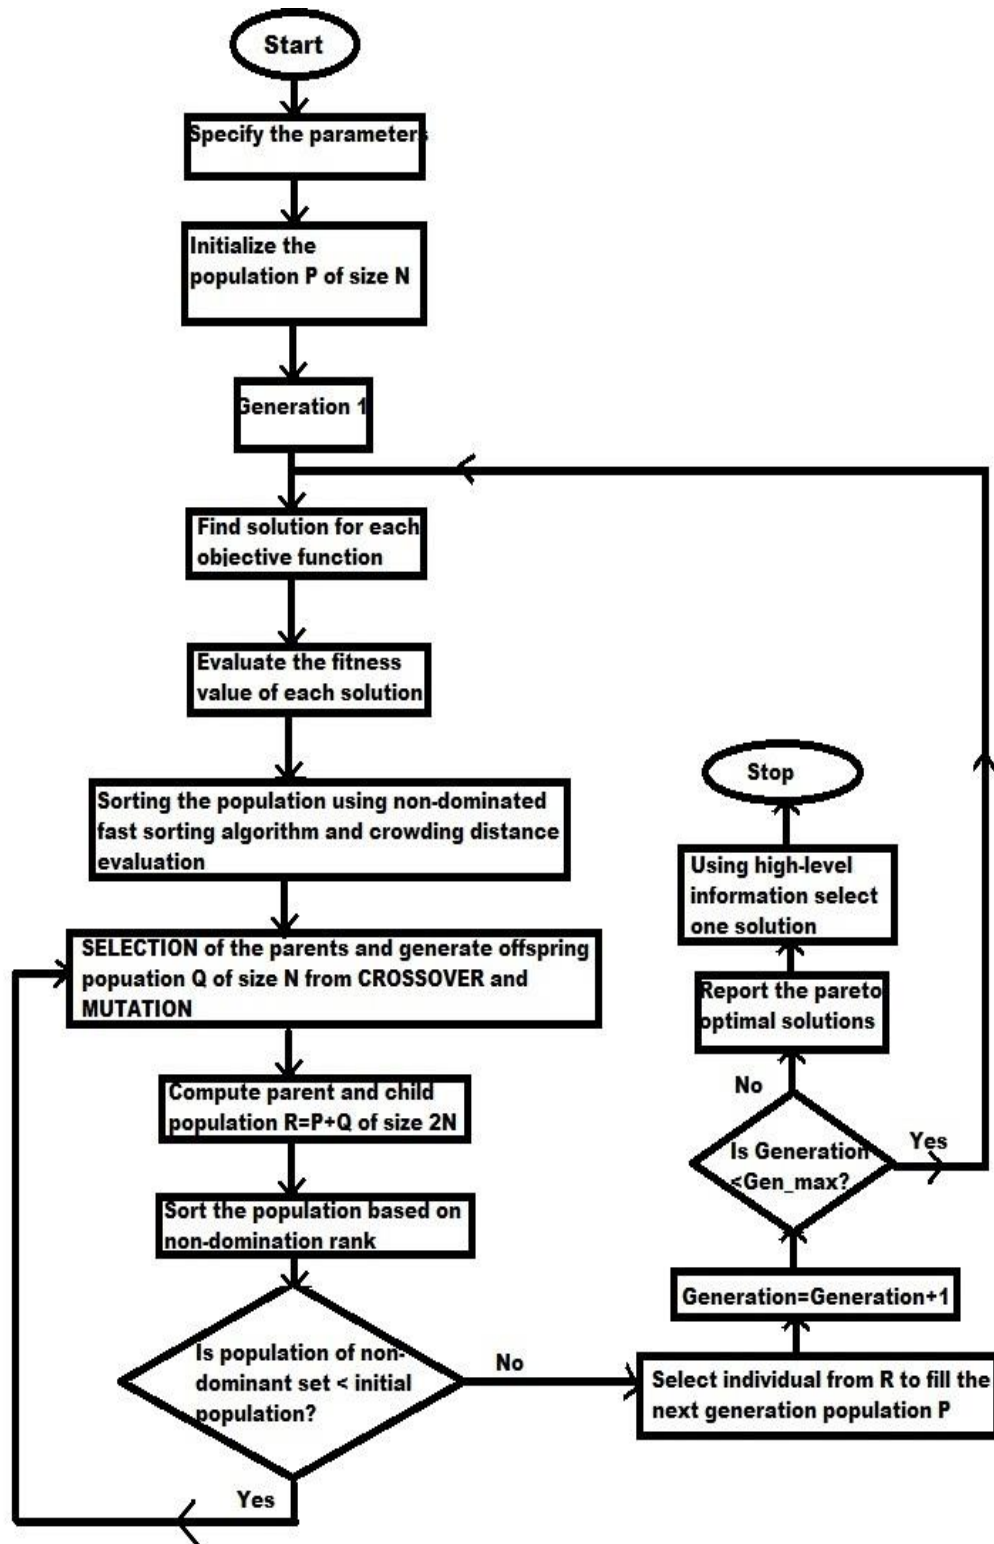 Start
Specify the parameters
Initialize the
population P of size N
Generation 1
Find solution for each
objective function
Evaluate the fitness
value of each solution
Sorting the population using non-dominated
fast sorting algorithm and crowding distance
evaluation
SELECTION of the parents and generate offspring
popuation Q of size N from CROSSOVER and
MUTATION
Compute parent and child
population R=P+Q of size 2N
Sort the population based on
non-domination rank
Is population of non-
dominant set < initial
population?
Yes
No
Select individual from R to fill the
next generation population P
Generation=Generation+1
Is Generation
<Gen_max?
Yes
No
Report the pareto
optimal solutions
Using high-level
information select
one solution
Stop